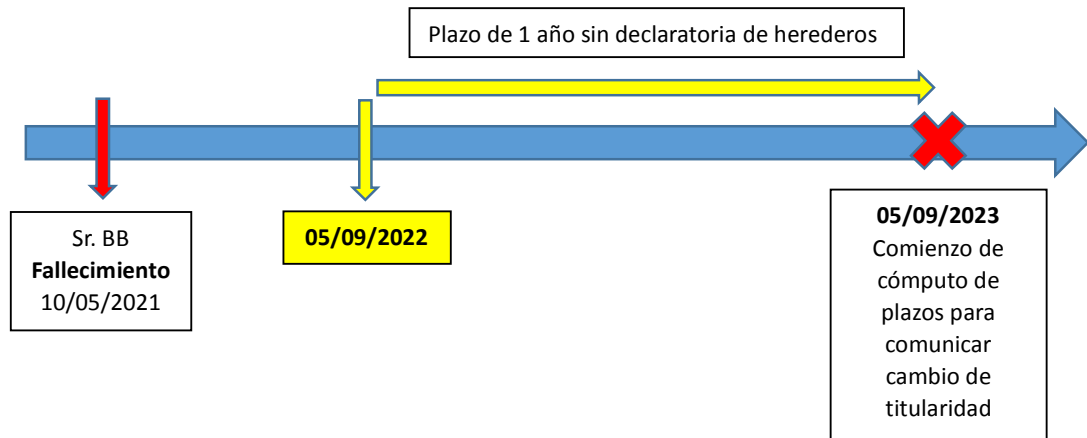 Plazo de 1 año sin declaratoria de herederos
Sr. BB
Fallecimiento
10/05/2021
05/09/2022
05/09/2023
Comienzo de
cómputo de
plazos para
comunicar
cambio de
titularidad